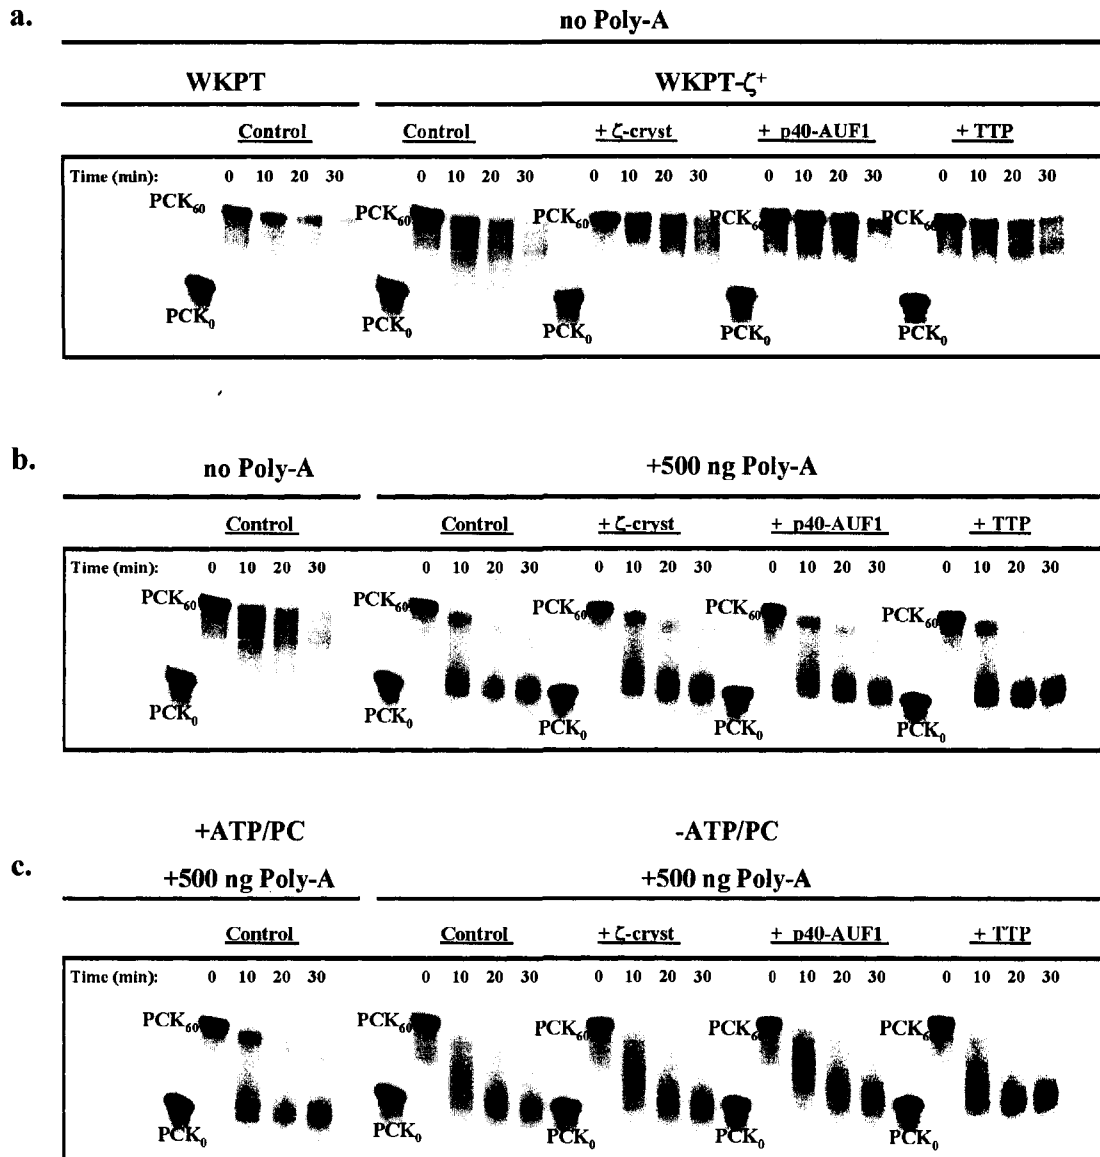 a.
no Poly-A
WKPT WKPT-ζ⁺
Control Control + ζ-cryst + p40-AUF1 + TTP
Time (min): 0 10 20 30 0 10 20 30 0 10 20 30 0 10 20 30 0 10 20 30
PCK₆₀ PCK₆₀ PCK₆₀ PCK₆₀ PCK₆₀
PCK₀ PCK₀ PCK₀ PCK₀ PCK₀
b.
no Poly-A +500 ng Poly-A
Control Control + ζ-cryst + p40-AUF1 + TTP
Time (min): 0 10 20 30 0 10 20 30 0 10 20 30 0 10 20 30 0 10 20 30
PCK₆₀ PCK₆₀ PCK₆₀ PCK₆₀ PCK₆₀
PCK₀ PCK₀ PCK₀ PCK₀ PCK₀
+ATP/PC -ATP/PC
c.
+500 ng Poly-A +500 ng Poly-A
Control Control + ζ-cryst + p40-AUF1 + TTP
Time (min): 0 10 20 30 0 10 20 30 0 10 20 30 0 10 20 30 0 10 20 30
PCK₆₀ PCK₆₀ PCK₆₀ PCK₆₀ PCK₆₀
PCK₀ PCK₀ PCK₀ PCK₀ PCK₀